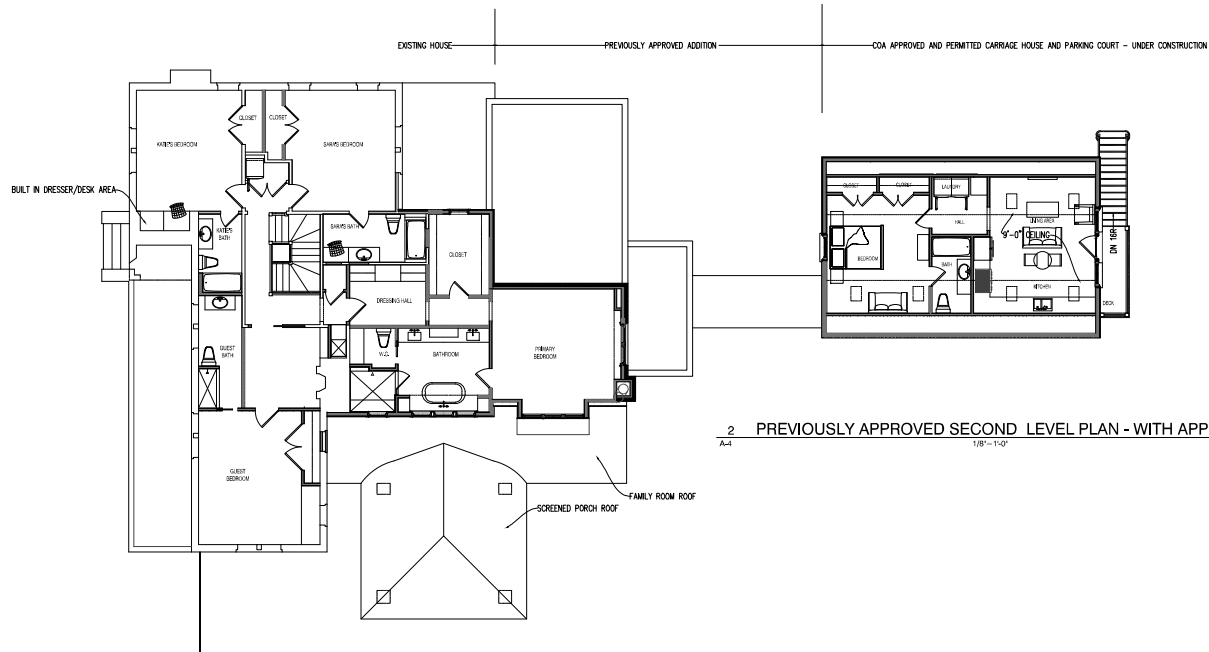 EXISTING HOUSE
PREVIOUSLY APPROVED ADDITION
COA APPROVED AND PERMITTED CARRIAGE HOUSE AND PARKING COURT - UNDER CONSTRUCTION
CLOSET
CLOSET
KATIE'S BEDROOM
SARA'S BEDROOM
BUILT IN DRESSER/DESK AREA
KATIE'S
BATH
SARA'S BATH
CLOSET
DRESSING HALL
GUEST
BATH
W.C.
BATHROOM
PRIMARY
BEDROOM
GUEST
BEDROOM
FAMILY ROOM ROOF
SCREENED PORCH ROOF
CLOSET
CLOSET
LAUNDRY
HALL
LIVING AREA
9'-0" CEILING
BEDROOM
BATH
KITCHEN
DN 16R
DECK
2 PREVIOUSLY APPROVED SECOND LEVEL PLAN - WITH APP
A-4
1/8"=1'-0"